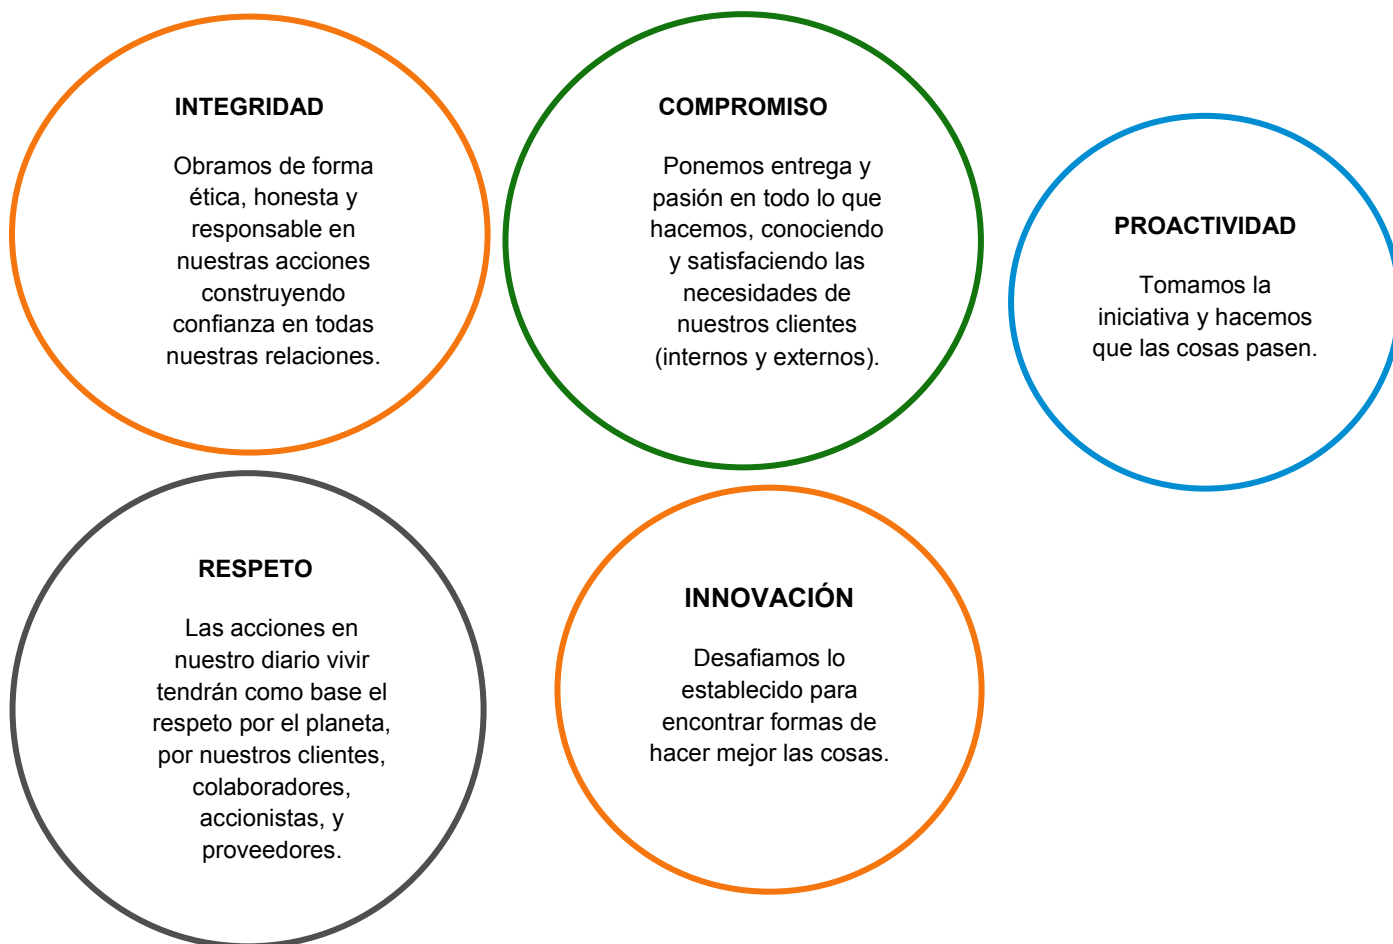 INTEGRIDAD
Obramos de forma
ética, honesta y
responsable en
nuestras acciones
construyendo
confianza en todas
nuestras relaciones.
COMPROMISO
Ponemos entrega y
pasión en todo lo que
hacemos, conociendo
y satisfaciendo las
necesidades de
nuestros clientes
(internos y externos).
PROACTIVIDAD
Tomamos la
iniciativa y hacemos
que las cosas pasen.
RESPETO
Las acciones en
nuestro diario vivir
tendrán como base el
respeto por el planeta,
por nuestros clientes,
colaboradores,
accionistas, y
proveedores.
INNOVACIÓN
Desafiamos lo
establecido para
encontrar formas de
hacer mejor las cosas.